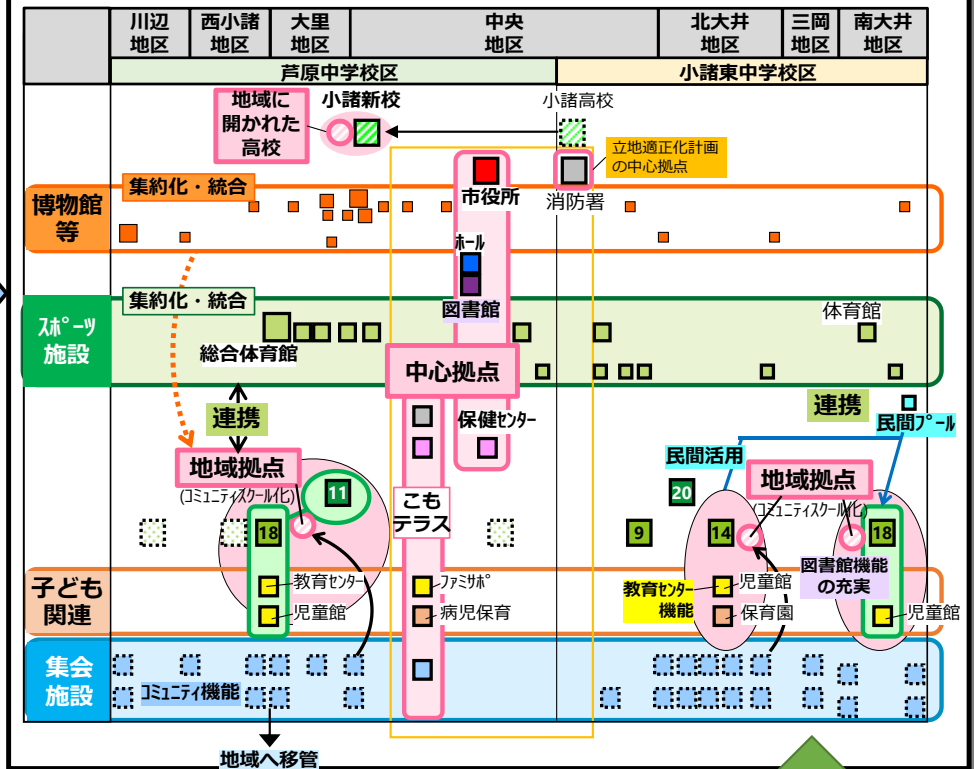 川辺
地区
西小諸
地区
大里
地区
中央
地区
北大井
地区
三岡
地区
南大井
地区
芦原中学校区
小諸東中学校区
地域に
開かれた
高校
小諸新校
小諸高校
立地適正化計画
の中心拠点
博物館
等
集約化・統合
市役所
消防署
ﾎｰﾙ
図書館
ｽﾎﾟｰﾂ
施設
集約化・統合
総合体育館
体育館
中心拠点
連携
連携
民間ﾌﾟｰﾙ
保健ｾﾝﾀｰ
民間活用
地域拠点
(ｺﾐｭﾆﾃｨｽｸｰﾙ化)
地域拠点
(ｺﾐｭﾆﾃｨｽｸｰﾙ化)
11
こも
テラス
20
18
9
14
18
図書館機能
の充実
子ども
関連
教育ｾﾝﾀｰ
児童館
ﾌｧﾐｻﾎﾟ
病児保育
教育ｾﾝﾀｰ
機能
児童館
保育園
児童館
集会
施設
ｺﾐｭﾆﾃｨ機能
地域へ移管